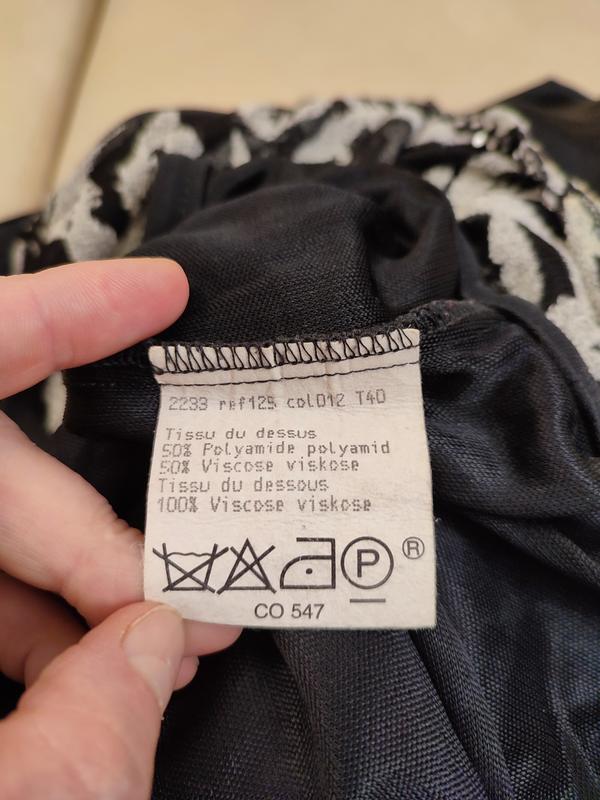 2233 ref125 col012 T40
Tissu du dessus
50% Polyamide polyamid
50% Viscose viskose
Tissu du dessous
100% Viscose viskose
P ®
CO 547